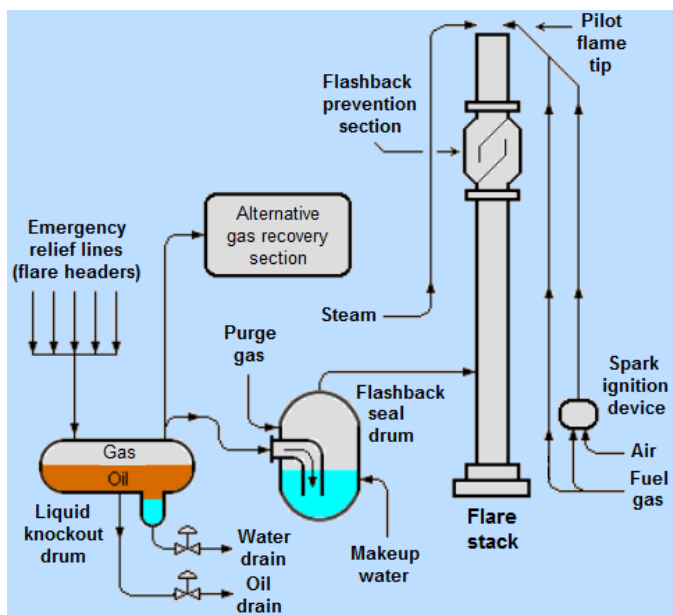 Pilot
flame
tip
Flashback
prevention
section
Alternative
gas recovery
section
Emergency
relief lines
(flare headers)
Steam
Purge
gas
Flashback
seal
drum
Spark
ignition
device
Gas
Oil
Air
Fuel
gas
Liquid
knockout
drum
Water
drain
Oil
drain
Makeup
water
Flare
stack